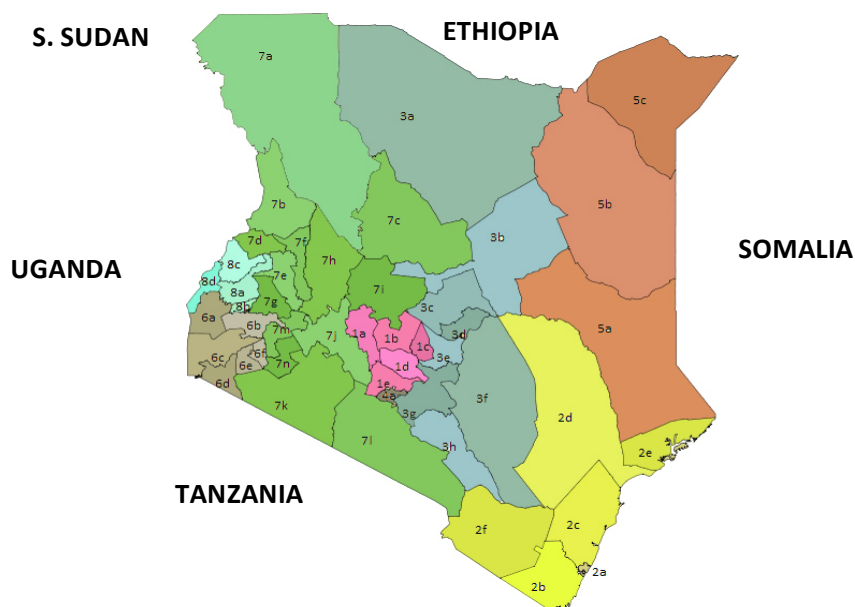 S. SUDAN
ETHIOPIA
7a
5c
3a
5b
7b
7c
7d
7f
3b
SOMALIA
8c
7e
7h
UGANDA
8d
8a
7i
8b
7g
3c
6a
6b
7m
7j
1a
1b
1c
3d
5a
6c
6f
6e
7n
1d
3e
6d
1e
4a
3f
7k
3g
2d
7l
3h
2e
TANZANIA
2f
2c
2a
2b